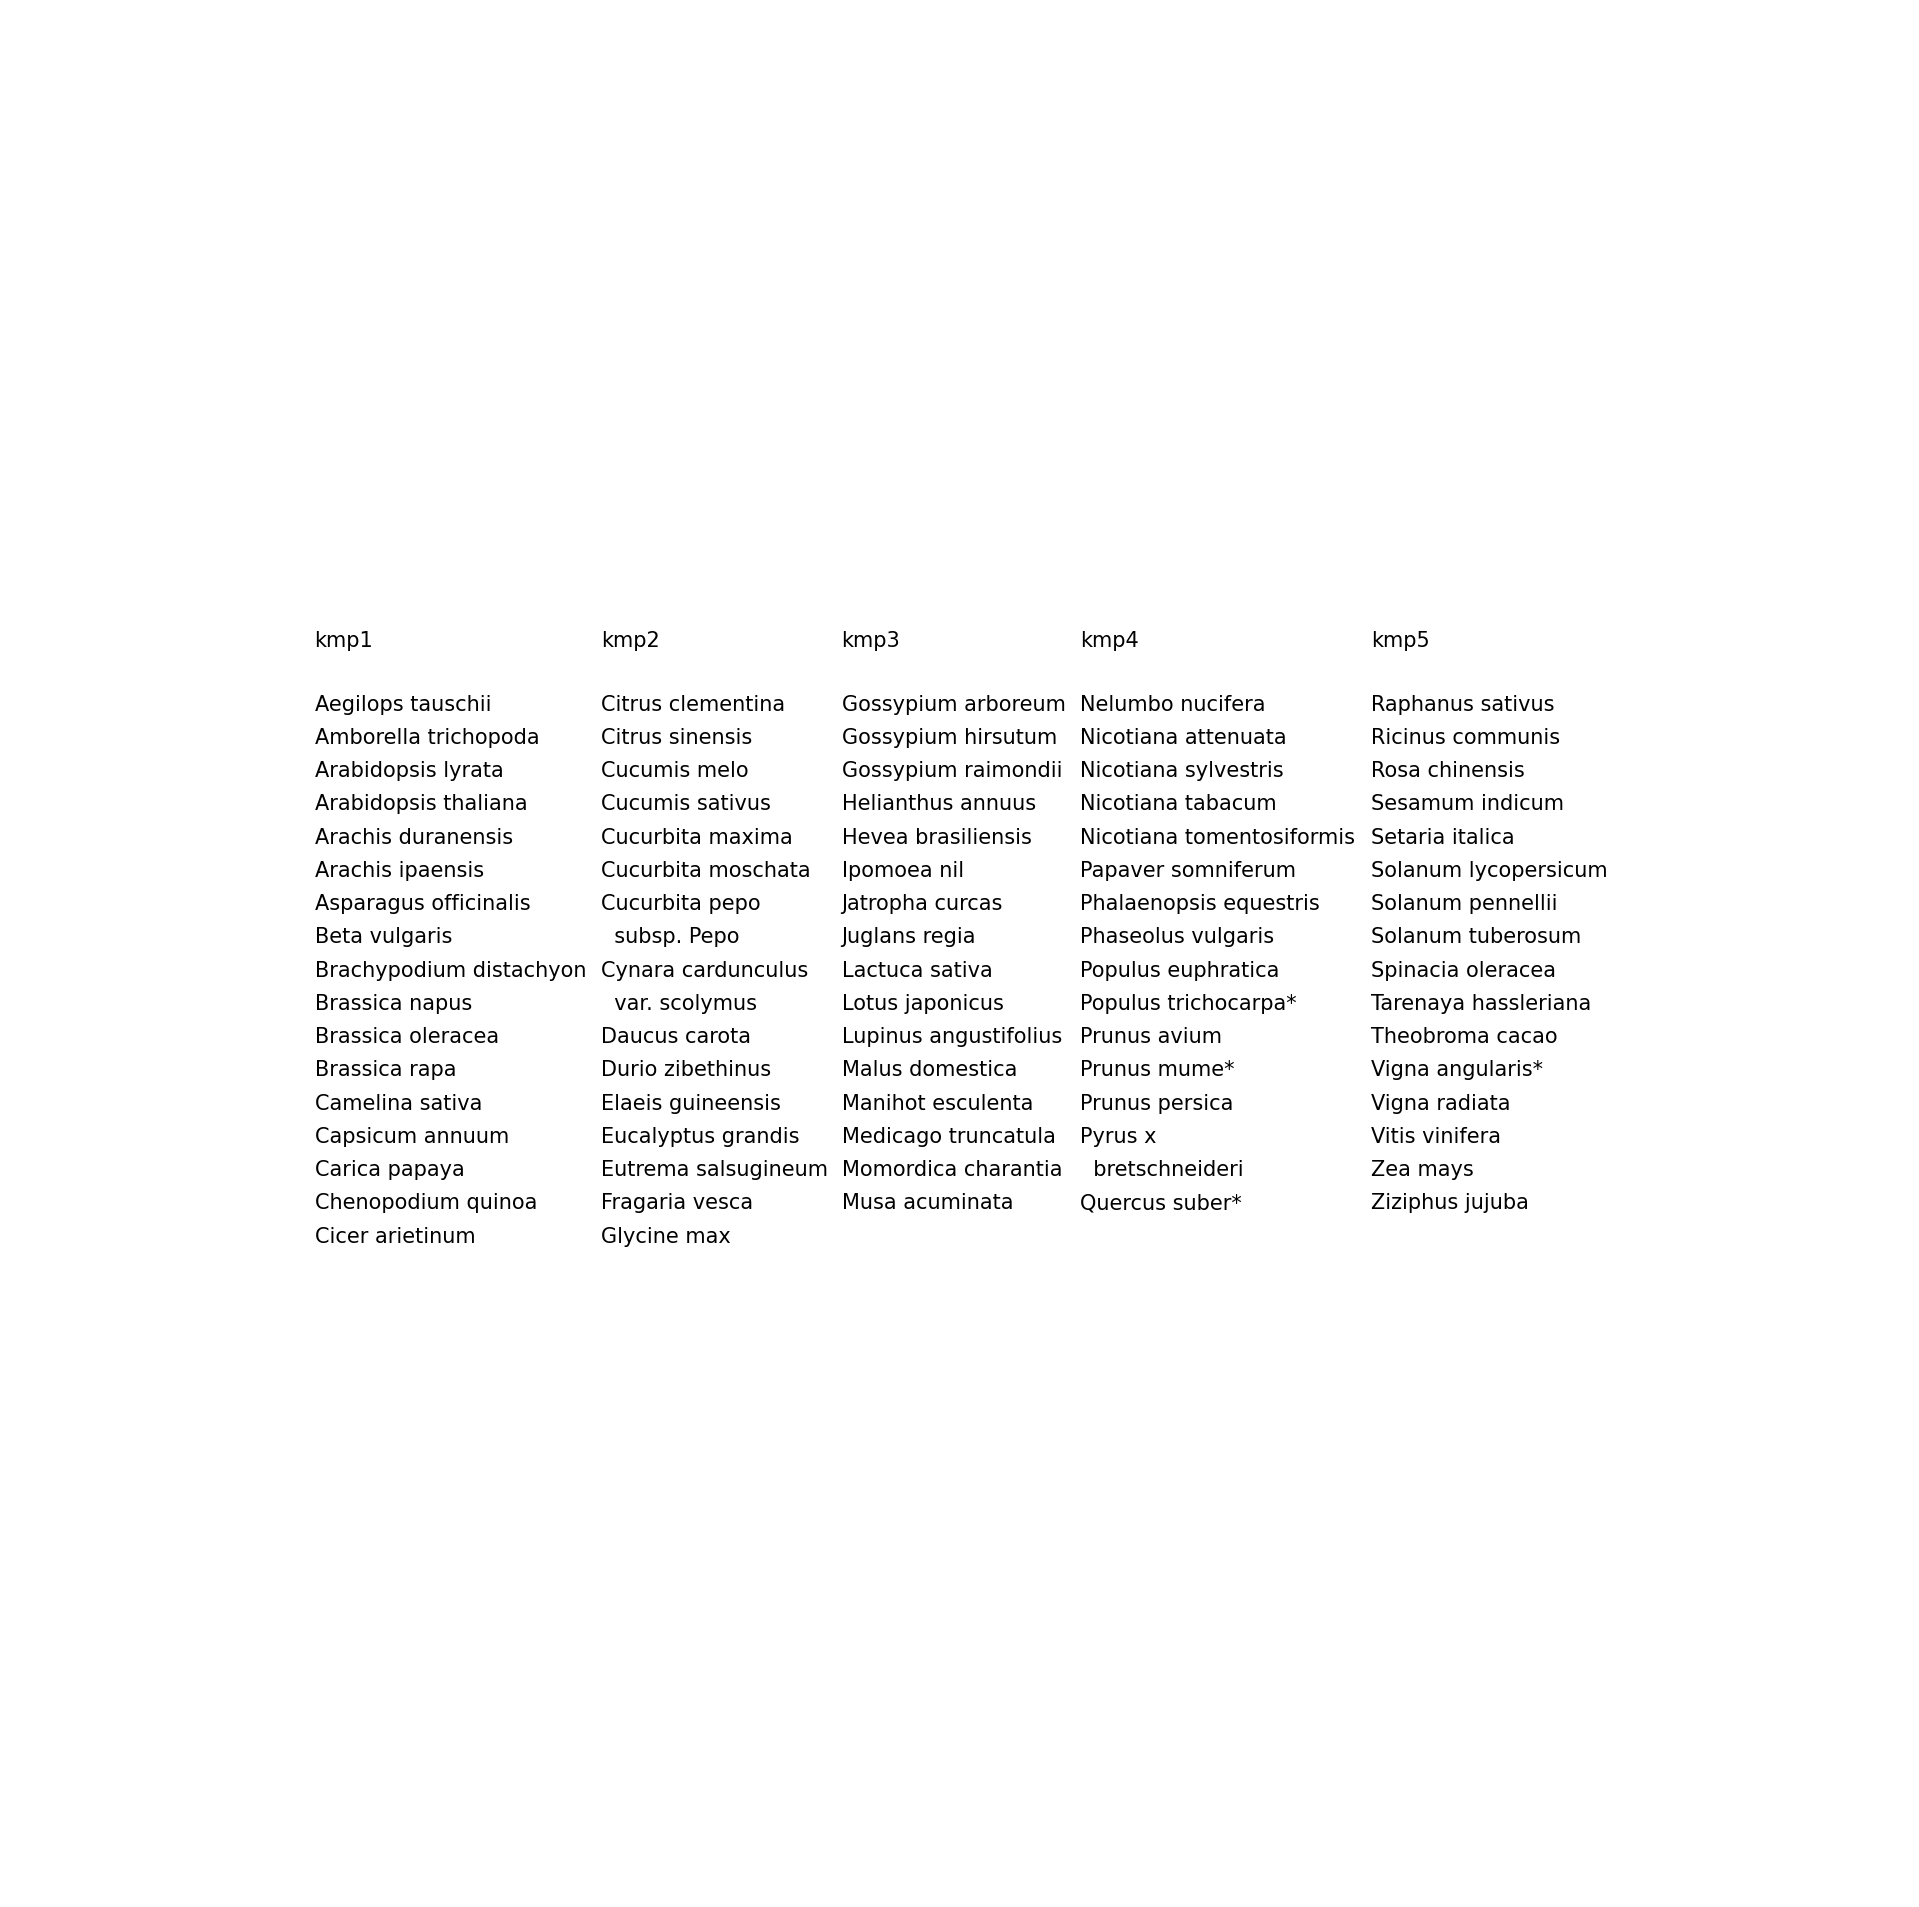 kmp1
Aegilops tauschii
Amborella trichopoda
Arabidopsis lyrata
Arabidopsis thaliana
Arachis duranensis
Arachis ipaensis
Asparagus officinalis
Beta vulgaris
Brachypodium distachyon
Brassica napus
Brassica oleracea
Brassica rapa
Camelina sativa
Capsicum annuum
Carica papaya
Chenopodium quinoa
Cicer arietinum
kmp2
Citrus clementina
Citrus sinensis
Cucumis melo
Cucumis sativus
Cucurbita maxima
Cucurbita moschata
Cucurbita pepo
subsp. Pepo
Cynara cardunculus
var. scolymus
Daucus carota
Durio zibethinus
Elaeis guineensis
Eucalyptus grandis
Eutrema salsugineum
Fragaria vesca
Glycine max
kmp3
Gossypium arboreum
Gossypium hirsutum
Gossypium raimondii
Helianthus annuus
Hevea brasiliensis
Ipomoea nil
Jatropha curcas
Juglans regia
Lactuca sativa
Lotus japonicus
Lupinus angustifolius
Malus domestica
Manihot esculenta
Medicago truncatula
Momordica charantia
Musa acuminata
kmp4
Nelumbo nucifera
Nicotiana attenuata
Nicotiana sylvestris
Nicotiana tabacum
Nicotiana tomentosiformis
Papaver somniferum
Phalaenopsis equestris
Phaseolus vulgaris
Populus euphratica
Populus trichocarpa*
Prunus avium
Prunus mume*
Prunus persica
Pyrus x
bretschneideri
Quercus suber*
kmp5
Raphanus sativus
Ricinus communis
Rosa chinensis
Sesamum indicum
Setaria italica
Solanum lycopersicum
Solanum pennellii
Solanum tuberosum
Spinacia oleracea
Tarenaya hassleriana
Theobroma cacao
Vigna angularis*
Vigna radiata
Vitis vinifera
Zea mays
Ziziphus jujuba